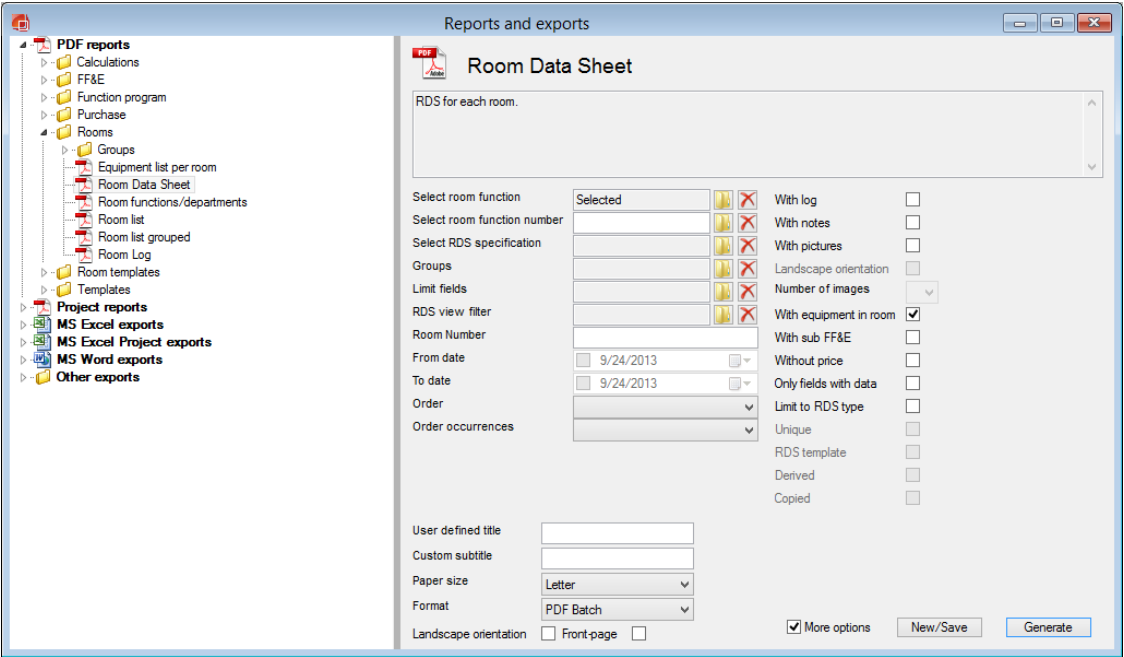 Reports and exports
PDF reports
Calculations
FF&E
Function program
Purchase
Rooms
Groups
Equipment list per room
Room Data Sheet
Room functions/departments
Room list
Room list grouped
Room Log
Room templates
Templates
Project reports
MS Excel exports
MS Excel Project exports
MS Word exports
Other exports
PDF
Adobe
Room Data Sheet
RDS for each room.
Select room function Selected
Select room function number
Select RDS specification
Groups
Limit fields
RDS view filter
Room Number
From date 9/24/2013
To date 9/24/2013
Order
Order occurrences
With log
With notes
With pictures
Landscape orientation
Number of images
With equipment in room
With sub FF&E
Without price
Only fields with data
Limit to RDS type
Unique
RDS template
Derived
Copied
User defined title
Custom subtitle
Paper size Letter
Format PDF Batch
Landscape orientation Front-page
More options New/Save Generate